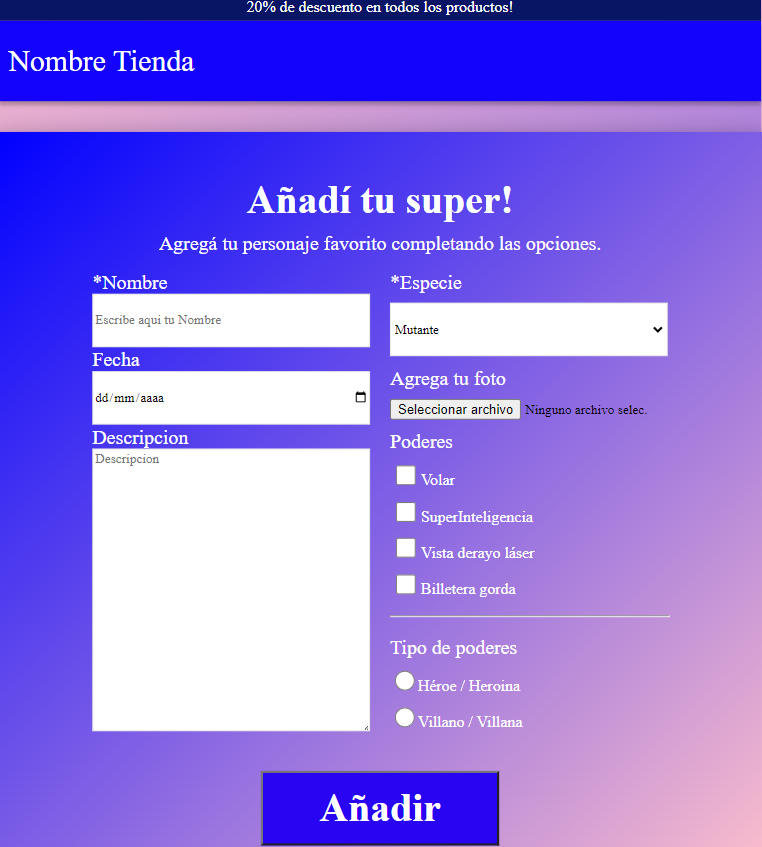 20% de descuento en todos los productos!
Nombre Tienda
Añadí tu super!
Agregá tu personaje favorito completando las opciones.
*Nombre
Escribe aqui tu Nombre
Fecha
dd/mm/aaaa
Descripcion
Descripcion
*Especie
Mutante
Agrega tu foto
Seleccionar archivo Ninguno archivo selec.
Poderes
Volar
SuperInteligencia
Vista derayo láser
Billetera gorda
Tipo de poderes
Héroe / Heroina
Villano / Villana
Añadir